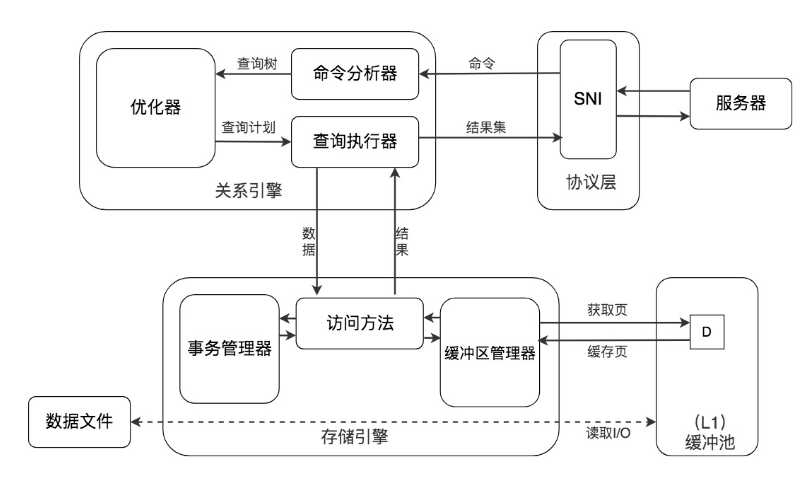 查询树
命令分析器
命令
优化器
SNI
服务器
查询计划
查询执行器
结果集
关系引擎
协议层
数据
结果
事务管理器
访问方法
缓冲区管理器
获取页
D
缓存页
数据文件
存储引擎
读取I/O
（L1）
缓冲池